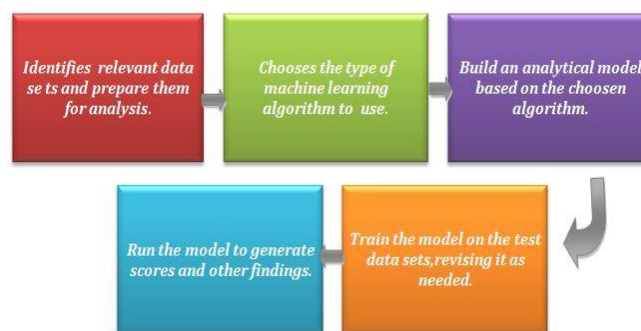 Identifies relevant data
se ts and prepare them
for analysis.
Chooses the type of
machine learning
algorithm to use.
Build an analytical model
based on the choosen
algorithm.
Run the model to generate
scores and other findings.
Train the model on the test
data sets,revising it as
needed.